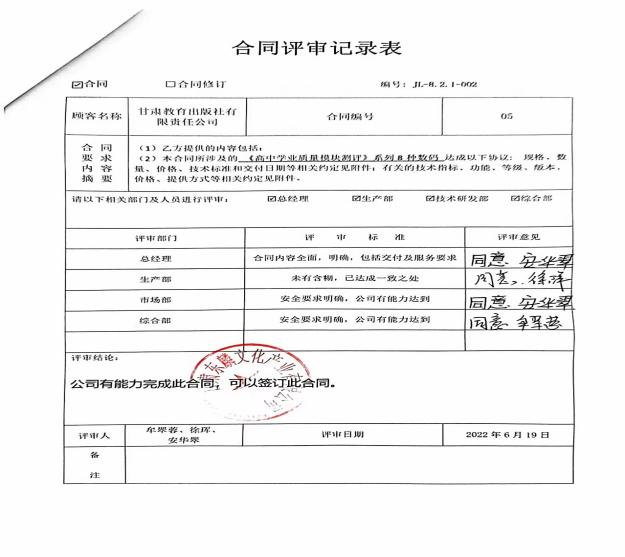 合同评审记录表
☑合同 □合同修订 编号：JL-8.2.1-002
顾客名称 甘肃教育出版社有限责任公司 合同编号 05
合同要求内容摘要
（1）乙方提供的内容包括：
（2）本合同所涉及的 《高中学业质量模块测评》系列8种数码 达成以下协议： 规格、数
量、价格、技术标准和交付日期等相关约定见附件；有关的技术指标、功能、等级、版本、
价格、提供方式等相关约定见附件。
请以下相关部门及人员进行评审： ☑总经理 ☑生产部 ☑技术研发部 ☑综合部
评审部门 评审标准 评审意见
总经理 合同内容全面，明确，包括交付及服务要求 同意 安华翠
生产部 未有含糊，已达成一致之处 同意 徐珲
市场部 安全要求明确，公司有能力达到 同意 安华翠
综合部 安全要求明确，公司有能力达到 同意 牟翠蓉
评审结论：
东麟文化产业
公司有能力完成此合同，可以签订此合同。
评审人 牟翠蓉、徐珲、安华翠 评审日期 2022年6月19日
备
注